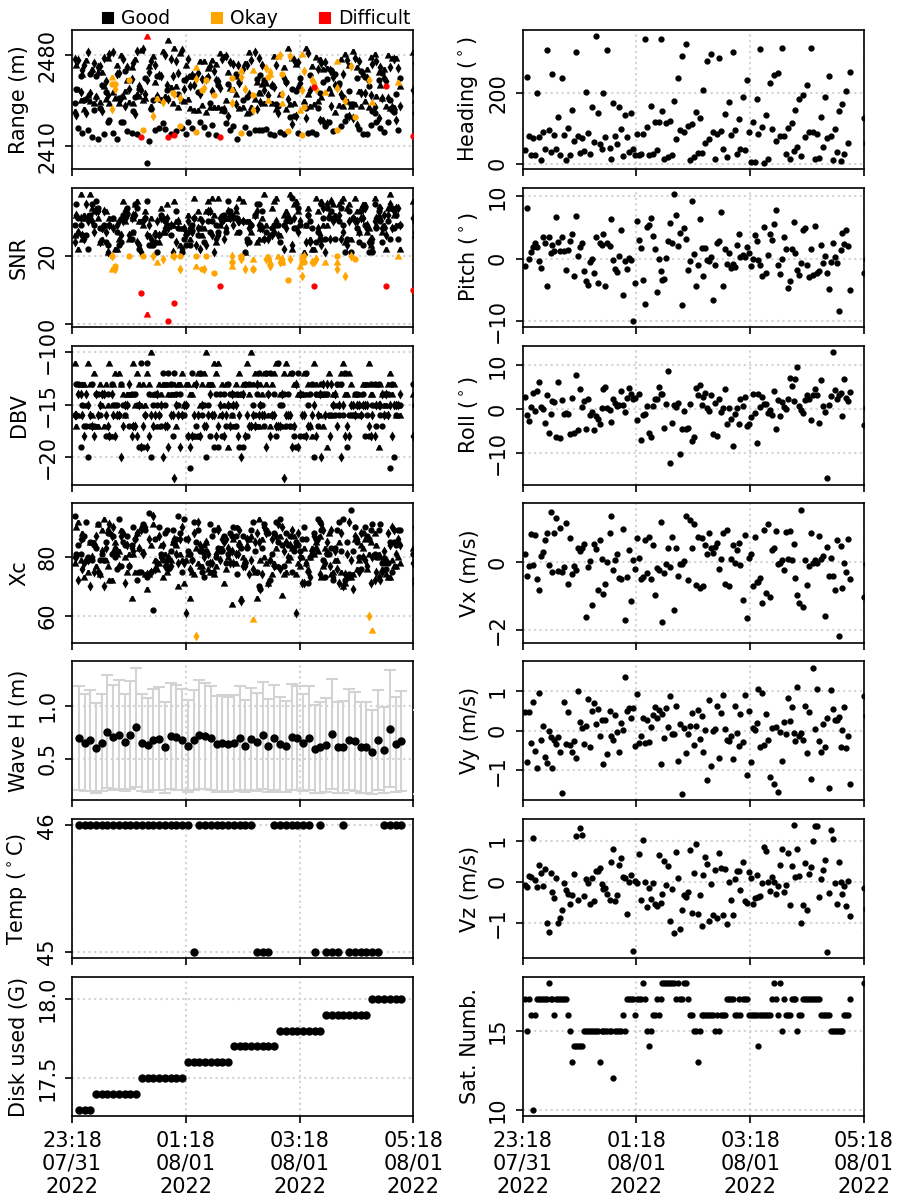 Good Okay Difficult
Range (m)
2480
2410
Heading (°)
200
0
SNR
20
00
Pitch (°)
10
0
−10
DBV
−10
−15
−20
Roll (°)
10
0
−10
Xc
80
60
Vx (m/s)
0
−2
Wave H (m)
1.0
0.5
Vy (m/s)
1
0
−1
Temp (°C)
46
45
Vz (m/s)
1
0
−1
Disk used (G)
18.0
17.5
Sat. Numb.
15
10
23:18 01:18 03:18 05:18
07/31 08/01 08/01 08/01
2022 2022 2022 2022
23:18 01:18 03:18 05:18
07/31 08/01 08/01 08/01
2022 2022 2022 2022